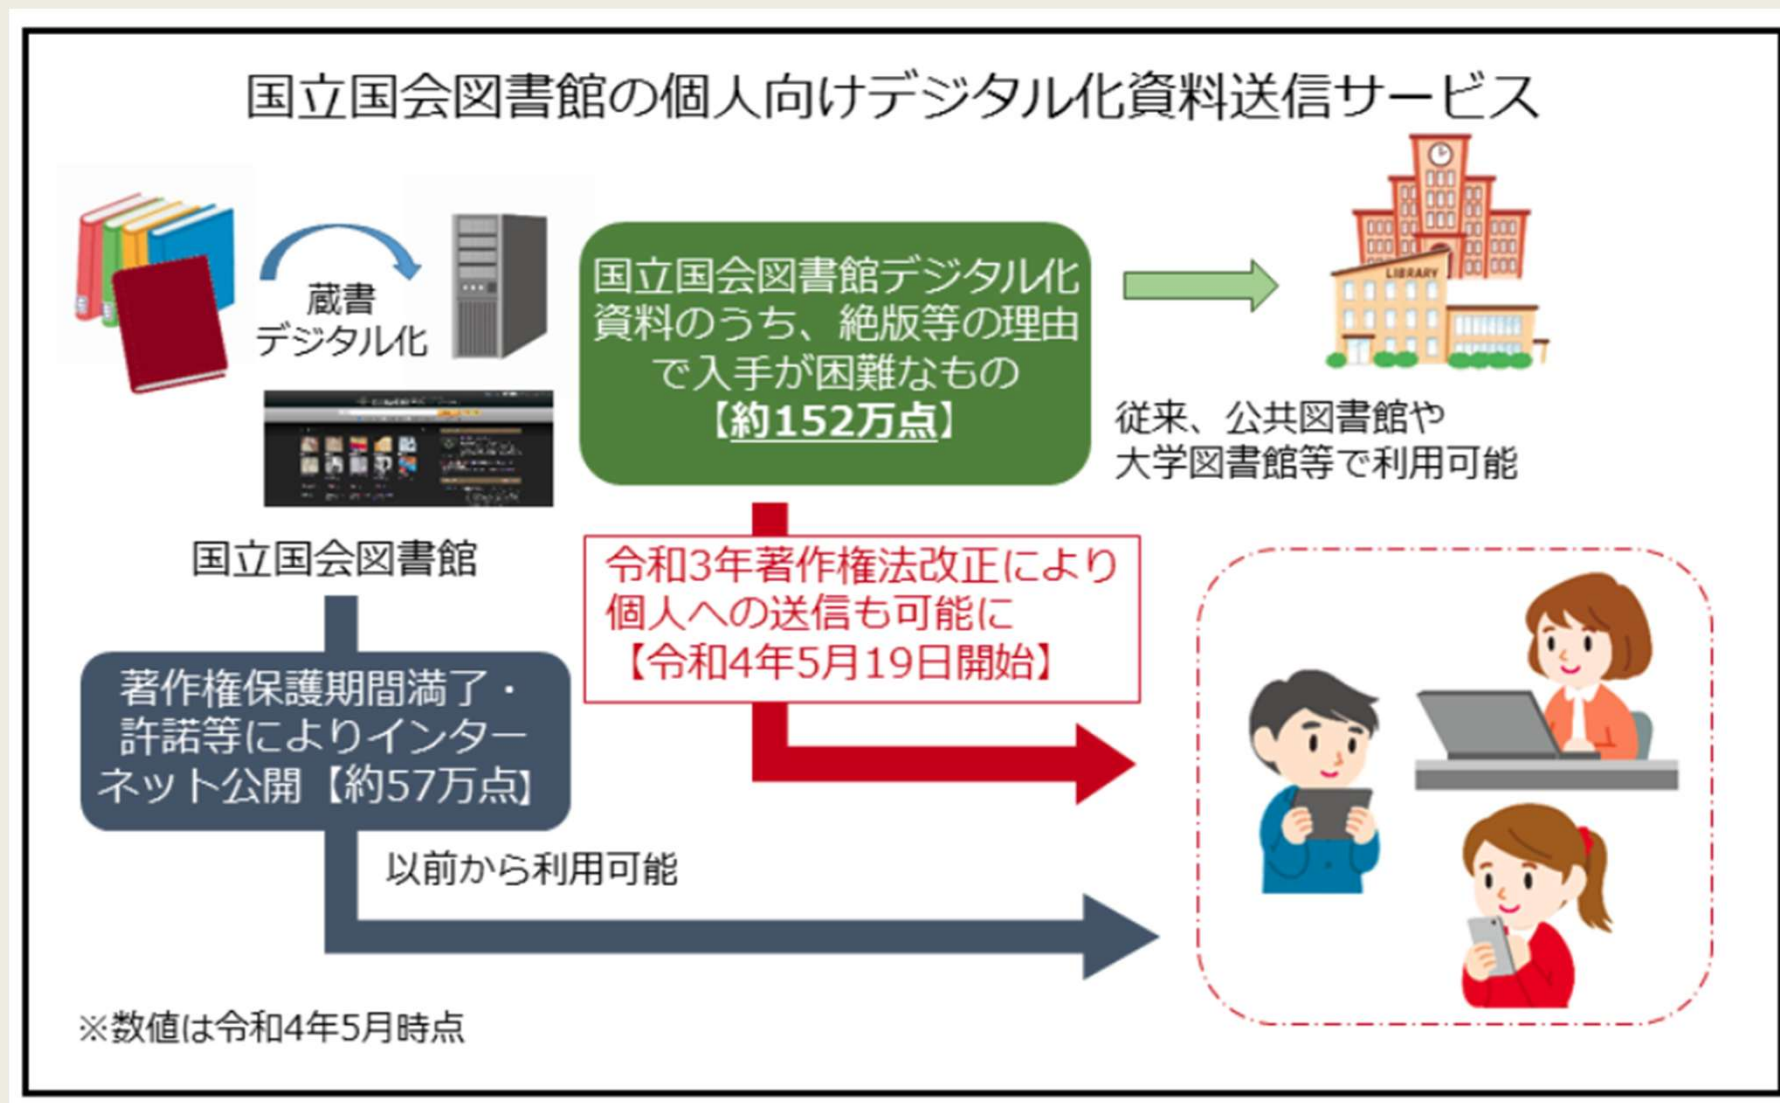 国立国会図書館の個人向けデジタル化資料送信サービス
蔵書
デジタル化
国立国会図書館デジタル化
資料のうち、絶版等の理由
で入手が困難なもの
【約152万点】
LIBRARY
従来、公共図書館や
大学図書館等で利用可能
国立国会図書館
令和3年著作権法改正により
個人への送信も可能に
【令和4年5月19日開始】
著作権保護期間満了・
許諾等によりインター
ネット公開【約57万点】
以前から利用可能
※数値は令和4年5月時点